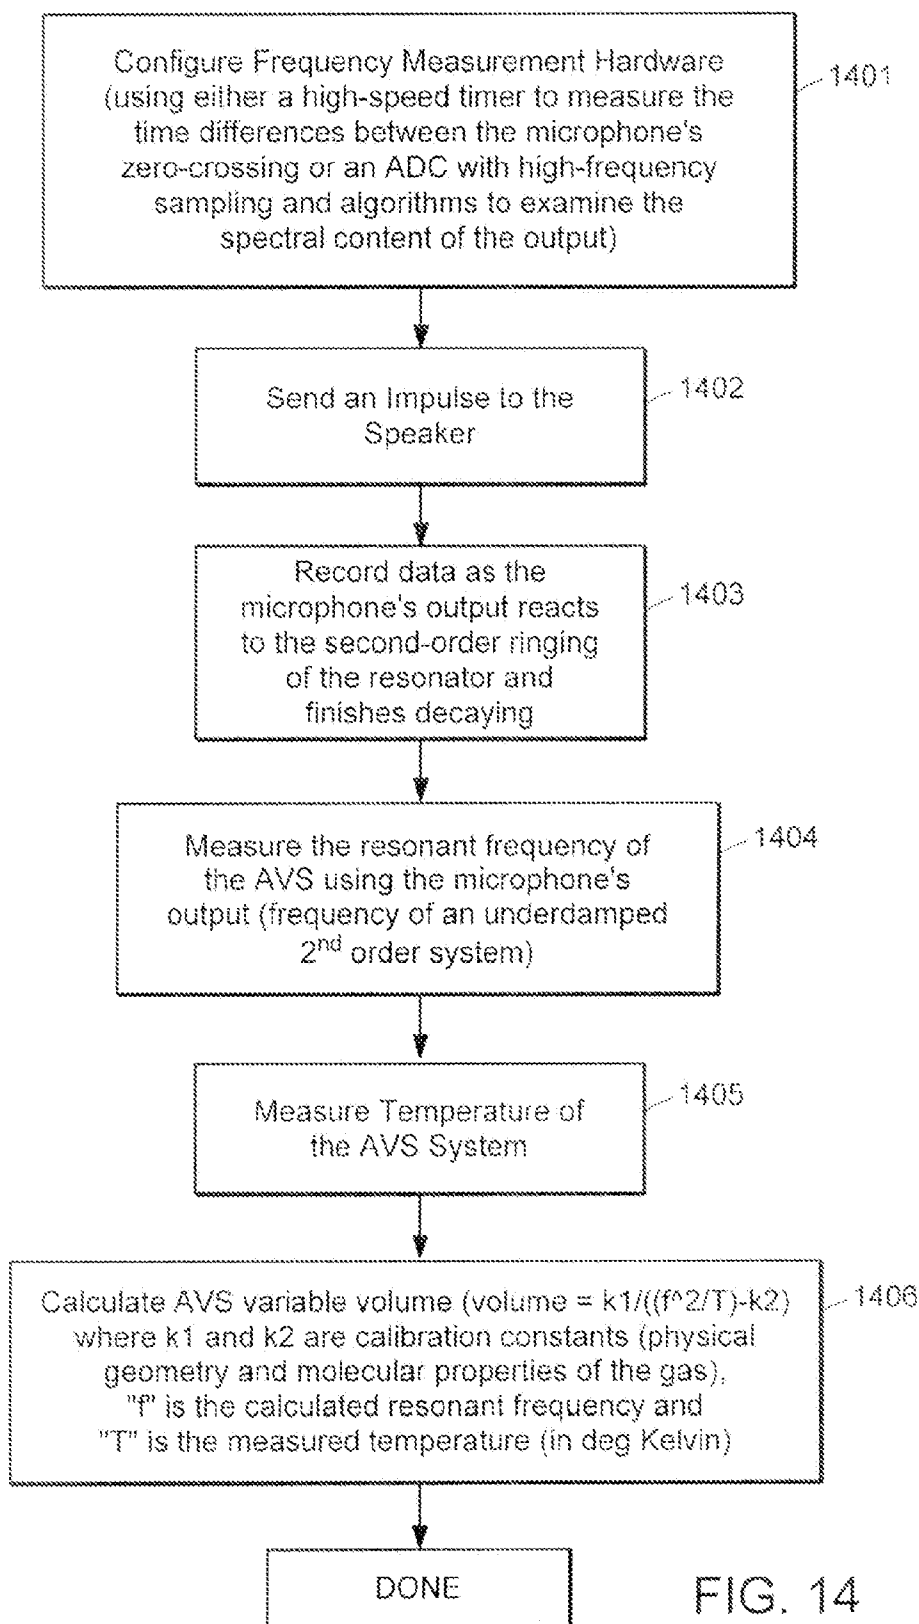 Configure Frequency Measurement Hardware
(using either a high-speed timer to measure the
time differences between the microphone's
zero-crossing or an ADC with high-frequency
sampling and algorithms to examine the
spectral content of the output)
1401
Send an Impulse to the
Speaker
1402
Record data as the
microphone's output reacts
to the second-order ringing
of the resonator and
finishes decaying
1403
Measure the resonant frequency of
the AVS using the microphone's
output (frequency of an underdamped
2nd order system)
1404
Measure Temperature of
the AVS System
1405
Calculate AVS variable volume (volume = k1/((f^2/T)-k2)
where k1 and k2 are calibration constants (physical
geometry and molecular properties of the gas),
"f" is the calculated resonant frequency and
"T" is the measured temperature (in deg Kelvin)
1406
DONE
FIG. 14